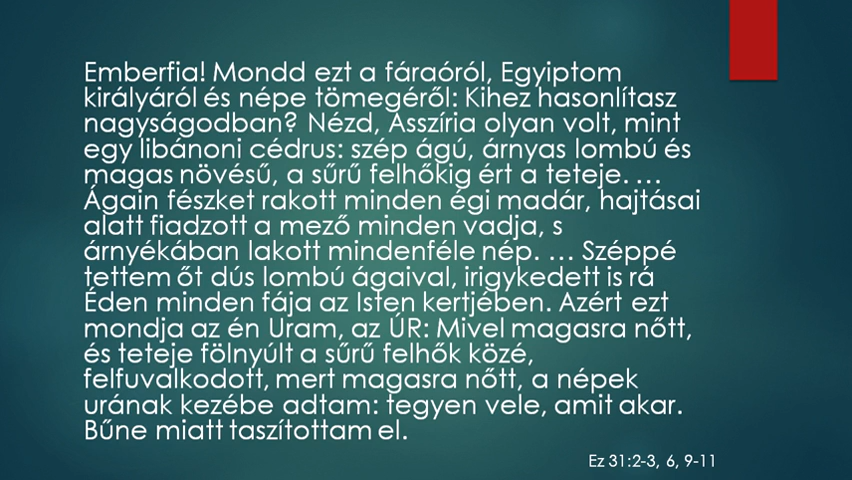 Emberfia! Mondd ezt a fáraóról, Egyiptom
királyáról és népe tömegéről: Kihez hasonlítasz
nagyságodban? Nézd, Asszíria olyan volt, mint
egy libánoni cédrus: szép ágú, árnyas lombú és
magas növésű, a sűrű felhőkig ért a teteje. …
Ágain fészket rakott minden égi madár, hajtásai
alatt fiadzott a mező minden vadja, s
árnyékában lakott mindenféle nép. … Széppé
tettem őt dús lombú ágaival, irigykedett is rá
Éden minden fája az Isten kertjében. Azért ezt
mondja az én Uram, az ÚR: Mivel magasra nőtt,
és teteje fölnyúlt a sűrű felhők közé,
felfuvalkodott, mert magasra nőtt, a népek
urának kezébe adtam: tegyen vele, amit akar.
Bűne miatt taszítottam el.
Ez 31:2-3, 6, 9-11